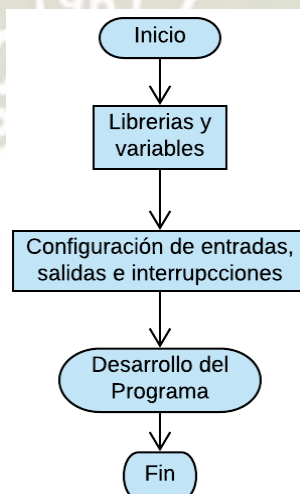 Inicio
Librerias y
variables
Configuración de entradas,
salidas e interrupcciones
Desarrollo del
Programa
Fin